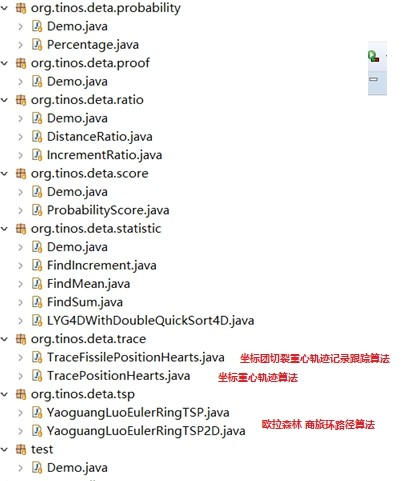 org.tinos.deta.probability
Demo.java
Percentage.java
org.tinos.deta.proof
Demo.java
org.tinos.deta.ratio
Demo.java
DistanceRatio.java
IncrementRatio.java
org.tinos.deta.score
Demo.java
ProbabilityScore.java
org.tinos.deta.statistic
Demo.java
FindIncrement.java
FindMean.java
FindSum.java
LYG4DWithDoubleQuickSort4D.java
org.tinos.deta.trace
TraceFissilePositionHearts.java 坐标团切裂重心轨迹记录跟踪算法
TracePositionHearts.java 坐标重心轨迹算法
org.tinos.deta.tsp
YaoguangLuoEulerRingTSP.java
欧拉森林 商旅环路径算法
YaoguangLuoEulerRingTSP2D.java
test
Demo.java